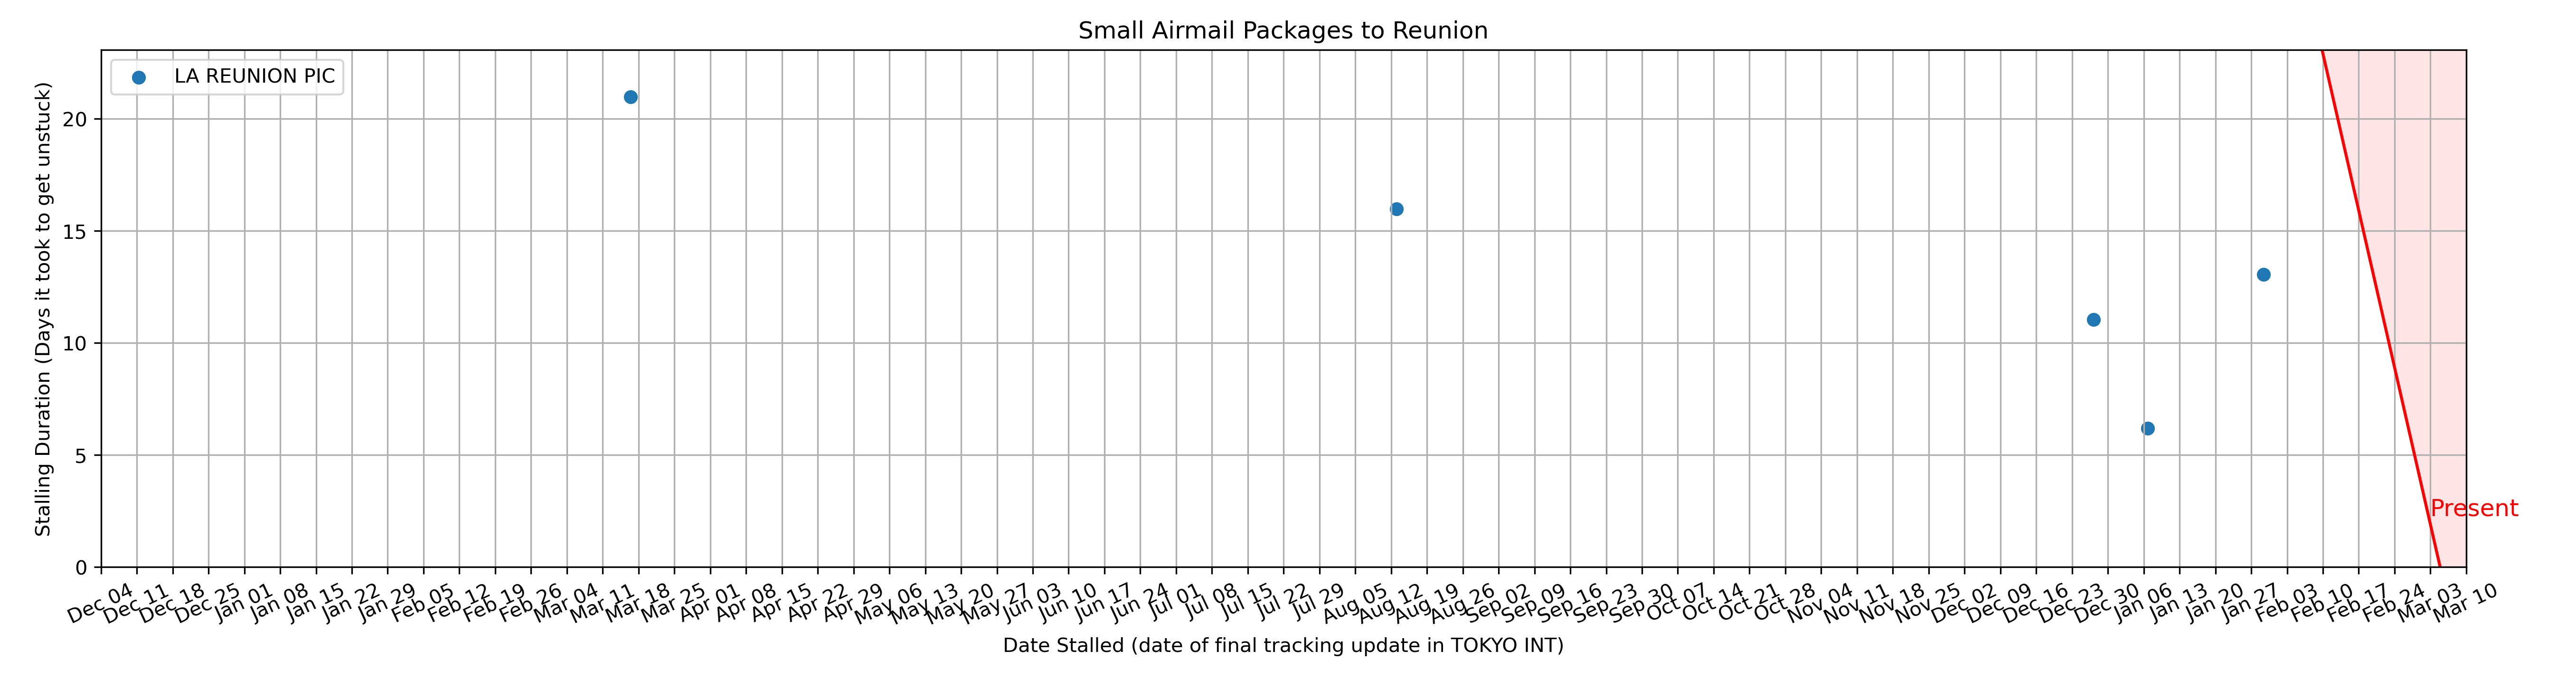 Small Airmail Packages to Reunion
LA REUNION PIC
Stalling Duration (Days it took to get unstuck)
20
15
10
5
0
Present
Dec 04 Dec 11 Dec 18 Dec 25 Jan 01 Jan 08 Jan 15 Jan 22 Jan 29 Feb 05 Feb 12 Feb 19 Feb 26 Mar 04 Mar 11 Mar 18 Mar 25 Apr 01 Apr 08 Apr 15 Apr 22 Apr 29 May 06 May 13 May 20 May 27 Jun 03 Jun 10 Jun 17 Jun 24 Jul 01 Jul 08 Jul 15 Jul 22 Jul 29 Aug 05 Aug 12 Aug 19 Aug 26 Sep 02 Sep 09 Sep 16 Sep 23 Sep 30 Oct 07 Oct 14 Oct 21 Oct 28 Nov 04 Nov 11 Nov 18 Nov 25 Dec 02 Dec 09 Dec 16 Dec 23 Dec 30 Jan 06 Jan 13 Jan 20 Jan 27 Feb 03 Feb 10 Feb 17 Feb 24 Mar 03 Mar 10
Date Stalled (date of final tracking update in TOKYO INT)